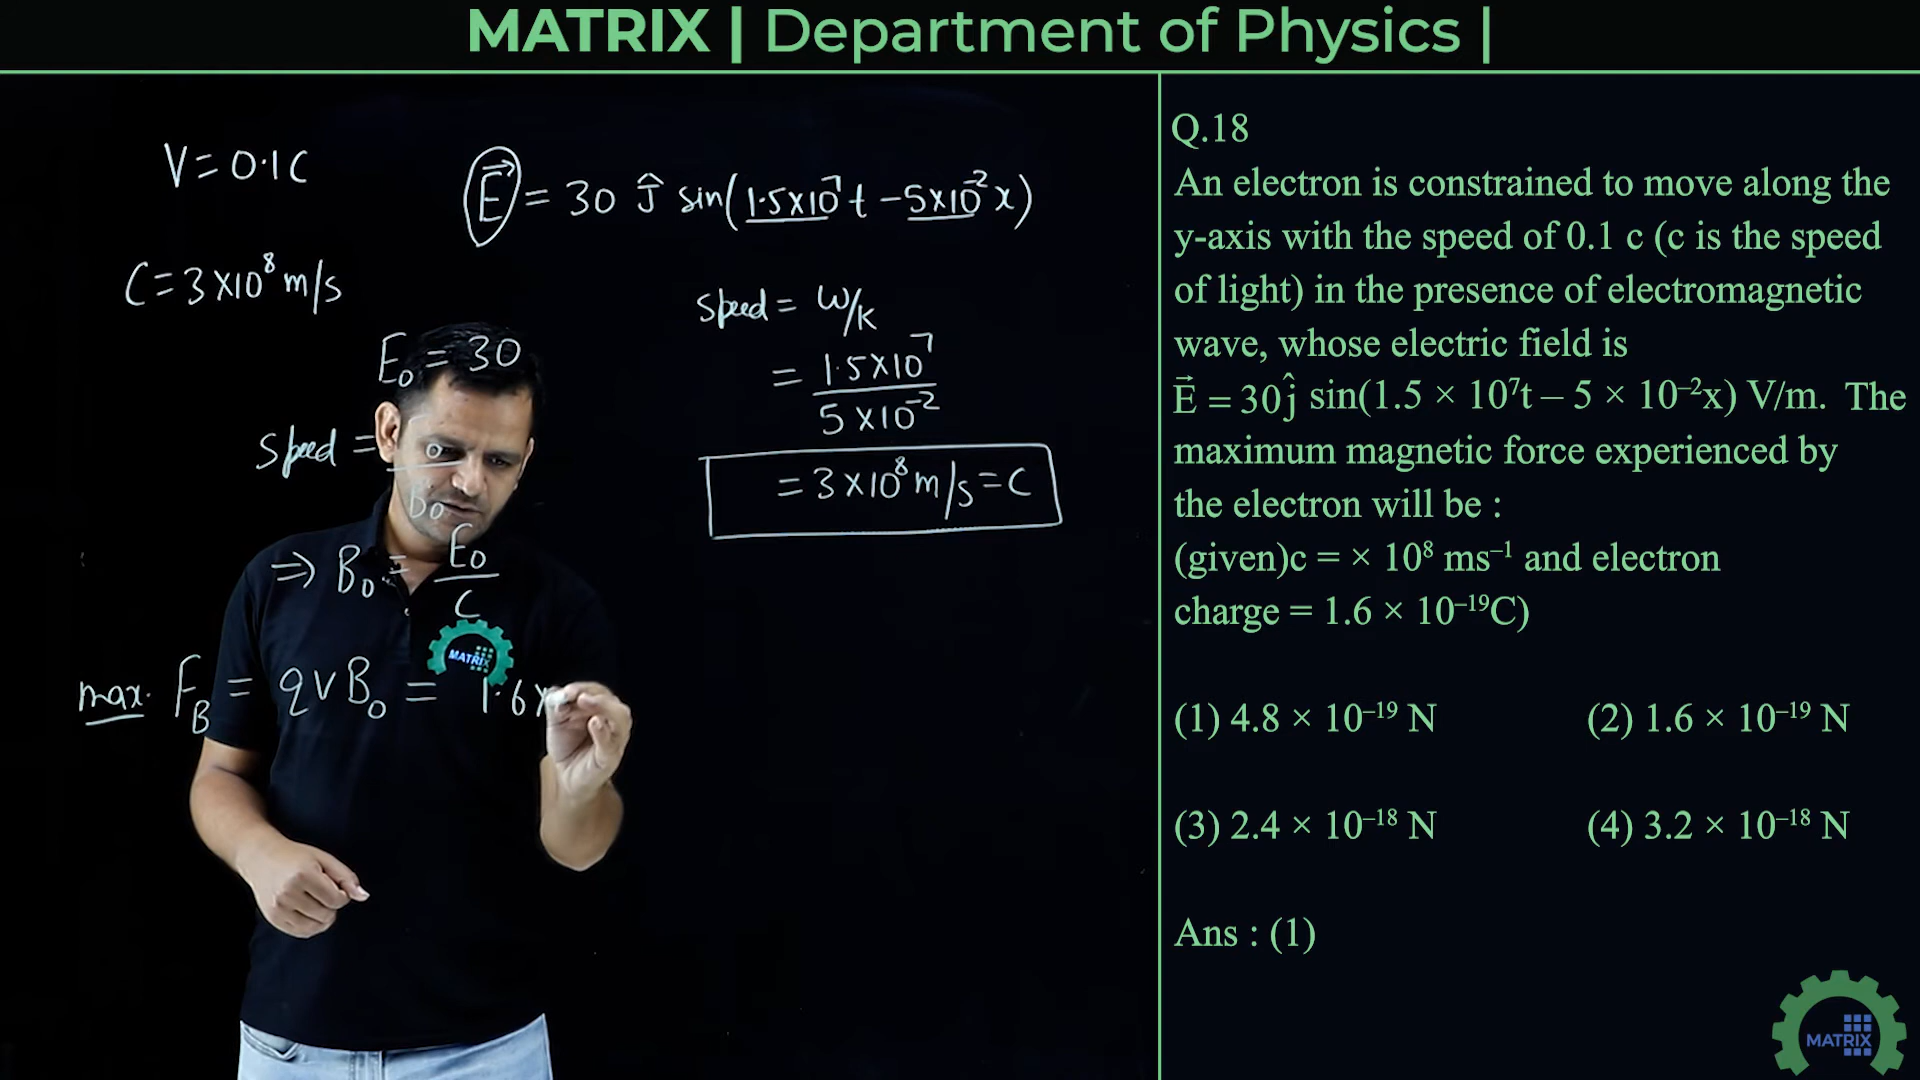 MATRIX | Department of Physics |
V = 0.1C
E⃗ = 30 ĵ sin(1.5×10⁷t – 5×10⁻²x)
C = 3×10⁸ m/s
E₀ = 30
Speed =
⇒ B₀ = E₀/C
max. F_B = qvB₀ = 1.6×
Speed = ω/k
= 1.5×10⁷ / 5×10⁻²
= 3×10⁸ m/s = C
MATRIX
Q.18
An electron is constrained to move along the
y-axis with the speed of 0.1 c (c is the speed
of light) in the presence of electromagnetic
wave, whose electric field is
E⃗ = 30ĵ sin(1.5 × 10⁷t – 5 × 10⁻²x) V/m. The
maximum magnetic force experienced by
the electron will be :
(given)c = × 10⁸ ms⁻¹ and electron
charge = 1.6 × 10⁻¹⁹C)
(1) 4.8 × 10⁻¹⁹ N (2) 1.6 × 10⁻¹⁹ N
(3) 2.4 × 10⁻¹⁸ N (4) 3.2 × 10⁻¹⁸ N
Ans : (1)
MATRIX